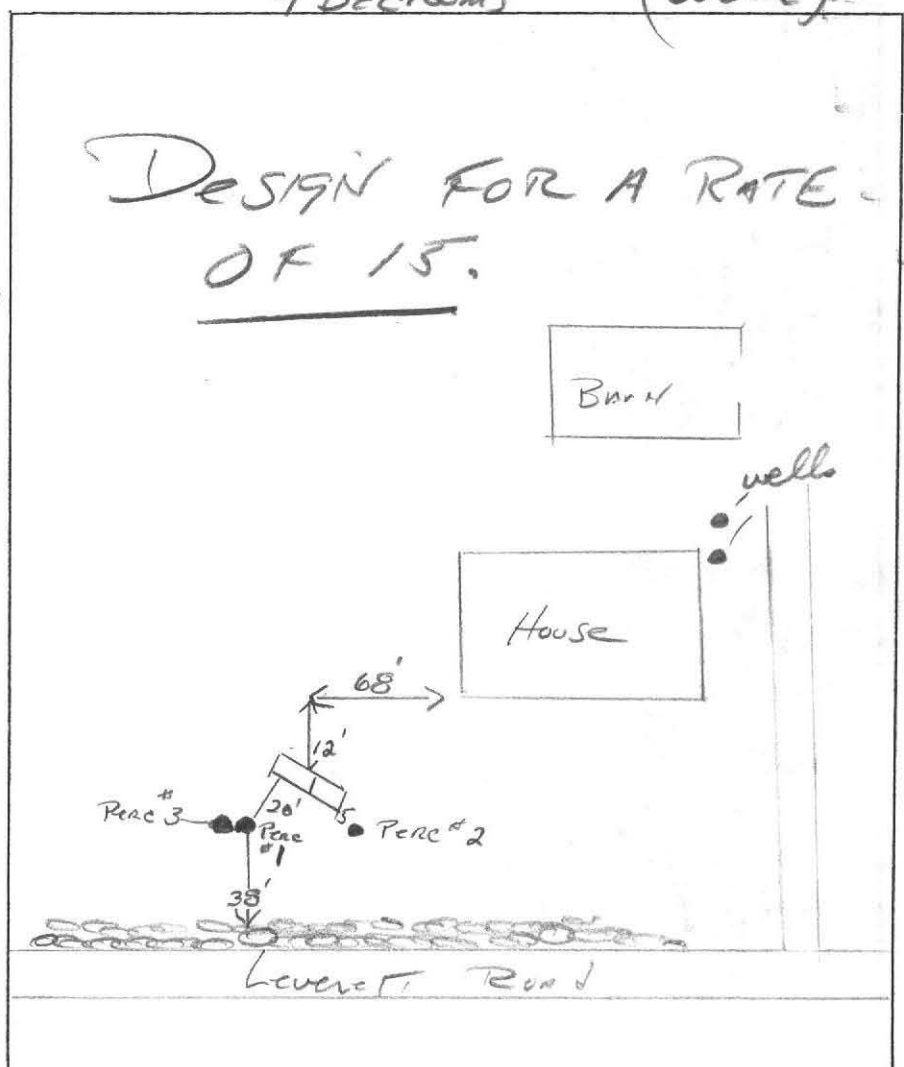 Bedrooms
DESIGN FOR A RATE
OF 15.
Barn
wells
House
68'
12'
Perc #3
20'
Perc #1
5
Perc #2
38'
Leverett Road